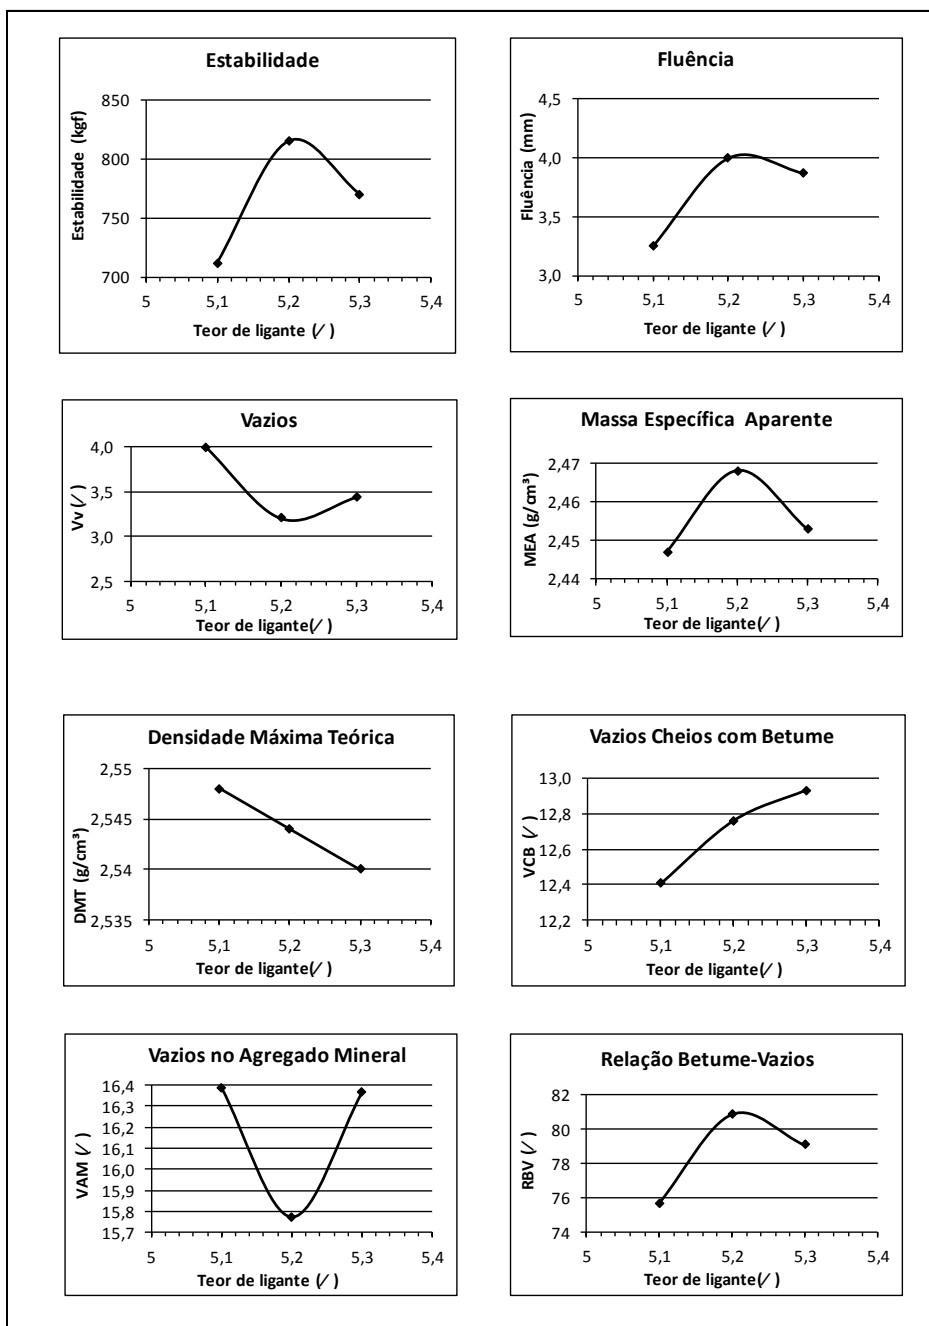 Estabilidade
Estabilidade (kgf)
850
800
750
700
5 5,1 5,2 5,3 5,4
Teor de ligante (⁄ )
Fluência
Fluência (mm)
4,5
4,0
3,5
3,0
5 5,1 5,2 5,3 5,4
Teor de ligante (⁄ )
Vazios
Vv (⁄ )
4,0
3,5
3,0
2,5
5 5,1 5,2 5,3 5,4
Teor de ligante(⁄ )
Massa Específica Aparente
MEA (g/cm³)
2,47
2,46
2,45
2,44
5 5,1 5,2 5,3 5,4
Teor de ligante(⁄ )
Densidade Máxima Teórica
DMT (g/cm³)
2,55
2,545
2,54
2,535
5 5,1 5,2 5,3 5,4
Teor de ligante(⁄ )
Vazios Cheios com Betume
VCB (⁄ )
13,0
12,8
12,6
12,4
12,2
5 5,1 5,2 5,3 5,4
Teor de ligante(⁄ )
Vazios no Agregado Mineral
VAM (⁄ )
16,4
16,3
16,2
16,1
16,0
15,9
15,8
15,7
5 5,1 5,2 5,3 5,4
Teor de ligante(⁄ )
Relação Betume-Vazios
RBV (⁄ )
82
80
78
76
74
5 5,1 5,2 5,3 5,4
Teor de ligante(⁄ )